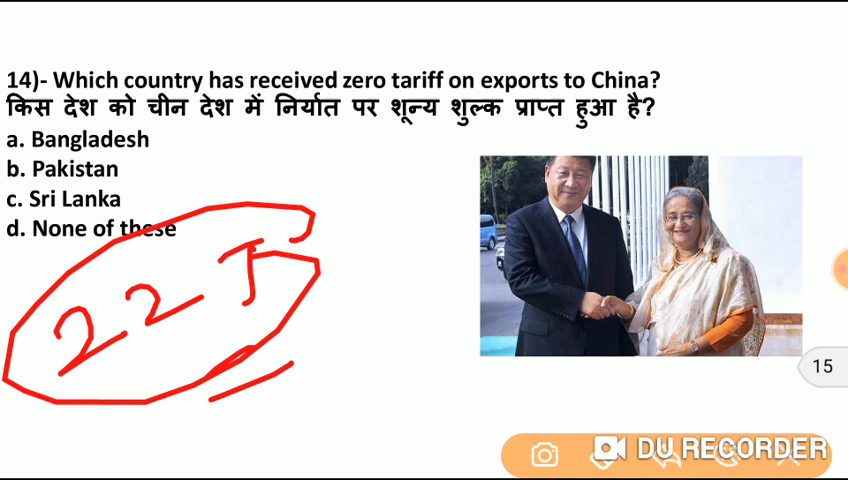 14)- Which country has received zero tariff on exports to China?
किस देश को चीन देश में निर्यात पर शून्य शुल्क प्राप्त हुआ है?
a. Bangladesh
b. Pakistan
c. Sri Lanka
d. None of these
22
15
DU RECORDER